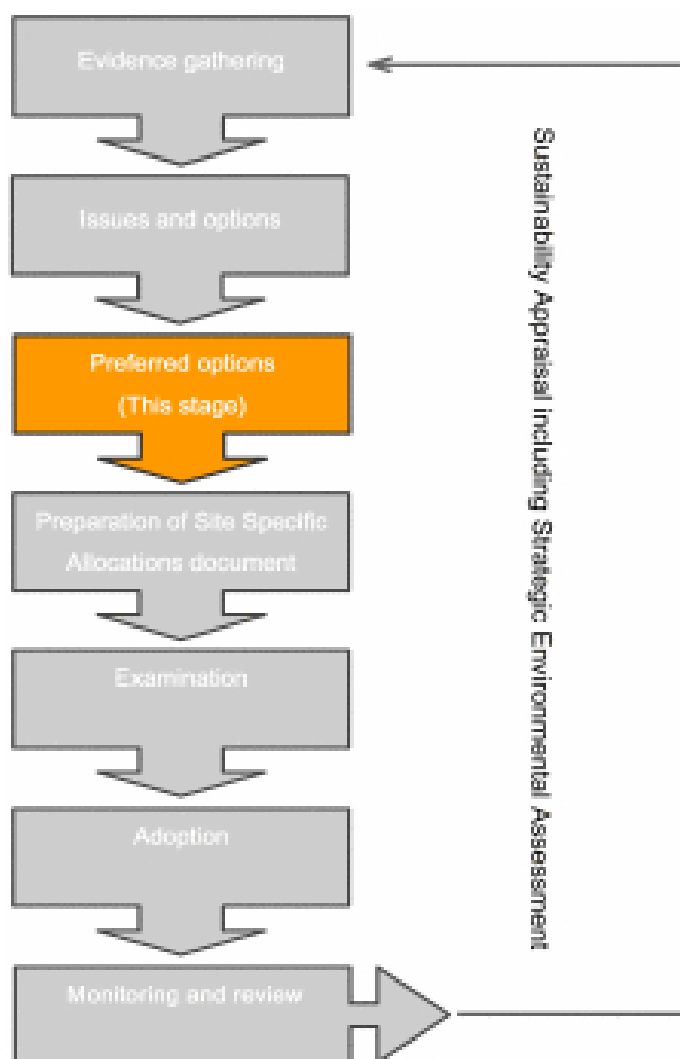 Evidence gathering
Issues and options
Preferred options
(This stage)
Preparation of Site Specific
Allocations document
Examination
Adoption
Monitoring and review
Sustainability Appraisal including Strategic Environmental Assessment